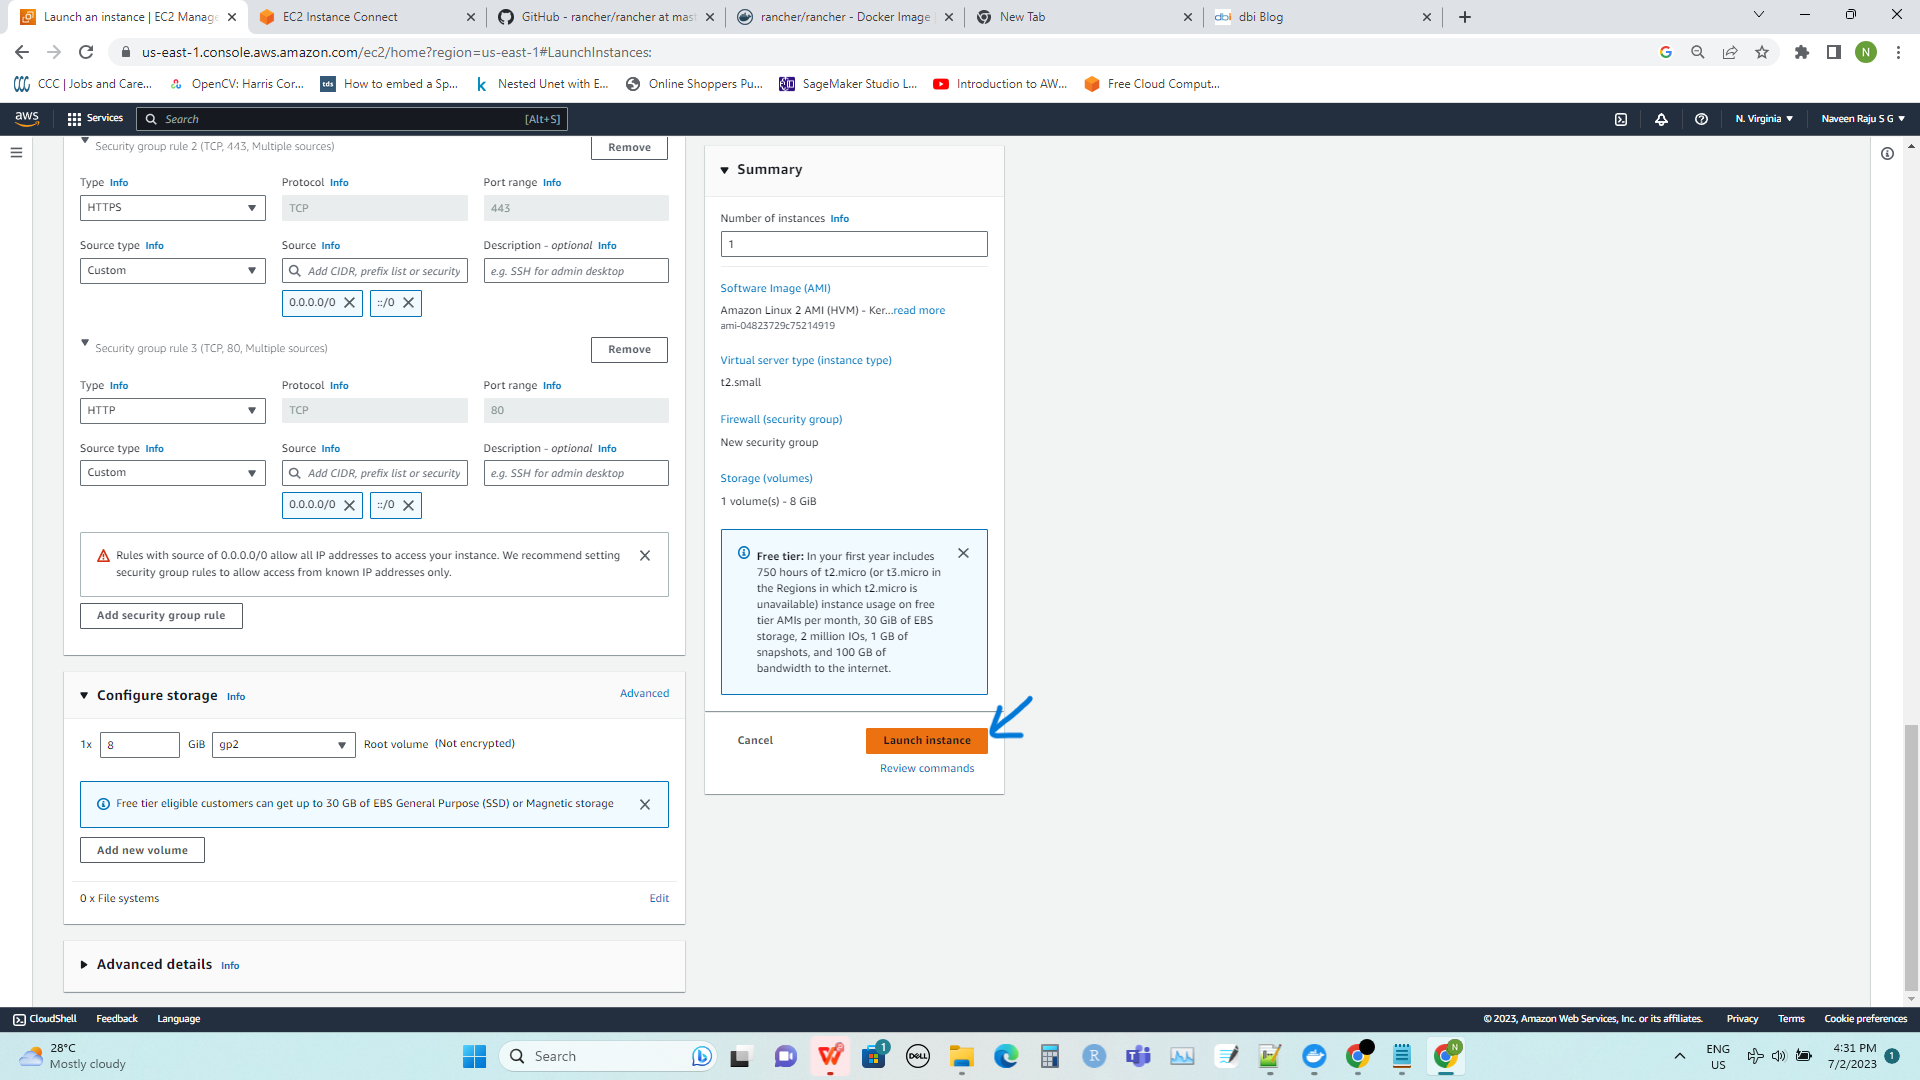 Launch an instance | EC2 Manage
EC2 Instance Connect
GitHub - rancher/rancher at mast
rancher/rancher - Docker Image |
New Tab
dbi
dbi Blog
us-east-1.console.aws.amazon.com/ec2/home?region=us-east-1#LaunchInstances:
N
CCC | Jobs and Care...
OpenCV: Harris Cor...
tds
How to embed a Sp...
k
Nested Unet with E...
Online Shoppers Pu...
SageMaker Studio L...
Introduction to AW...
Free Cloud Comput...
aws
Services
Search
[Alt+S]
N. Virginia
Naveen Raju S G
Security group rule 2 (TCP, 443, Multiple sources)
Remove
Type Info
Protocol Info
Port range Info
HTTPS
TCP
443
Source type Info
Source Info
Description - optional Info
Custom
Add CIDR, prefix list or security
e.g. SSH for admin desktop
0.0.0.0/0
::/0
Security group rule 3 (TCP, 80, Multiple sources)
Remove
Type Info
Protocol Info
Port range Info
HTTP
TCP
80
Source type Info
Source Info
Description - optional Info
Custom
Add CIDR, prefix list or security
e.g. SSH for admin desktop
0.0.0.0/0
::/0
Rules with source of 0.0.0.0/0 allow all IP addresses to access your instance. We recommend setting
security group rules to allow access from known IP addresses only.
Add security group rule
Configure storage Info
Advanced
1x
8
GiB
gp2
Root volume (Not encrypted)
Free tier eligible customers can get up to 30 GB of EBS General Purpose (SSD) or Magnetic storage
Add new volume
0 x File systems
Edit
Advanced details Info
Summary
Number of instances Info
1
Software Image (AMI)
Amazon Linux 2 AMI (HVM) - Ker...read more
ami-04823729c75214919
Virtual server type (instance type)
t2.small
Firewall (security group)
New security group
Storage (volumes)
1 volume(s) - 8 GiB
Free tier: In your first year includes
750 hours of t2.micro (or t3.micro in
the Regions in which t2.micro is
unavailable) instance usage on free
tier AMIs per month, 30 GiB of EBS
storage, 2 million IOs, 1 GB of
snapshots, and 100 GB of
bandwidth to the internet.
Cancel
Launch instance
Review commands
CloudShell
Feedback
Language
© 2023, Amazon Web Services, Inc. or its affiliates.
Privacy
Terms
Cookie preferences
28°C
Mostly cloudy
Search
1
DELL
R
N
ENG
US
4:31 PM
7/2/2023
1